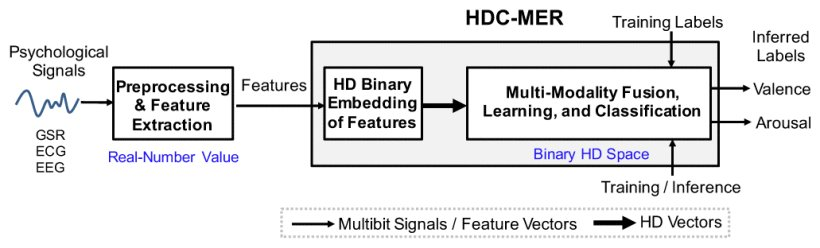 HDC-MER
Training Labels
Psychological
Signals
GSR
ECG
EEG
Preprocessing
& Feature
Extraction
Real-Number Value
Features
HD Binary
Embedding
of Features
Multi-Modality Fusion,
Learning, and Classification
Binary HD Space
Inferred
Labels
Valence
Arousal
Training / Inference
Multibit Signals / Feature Vectors
HD Vectors